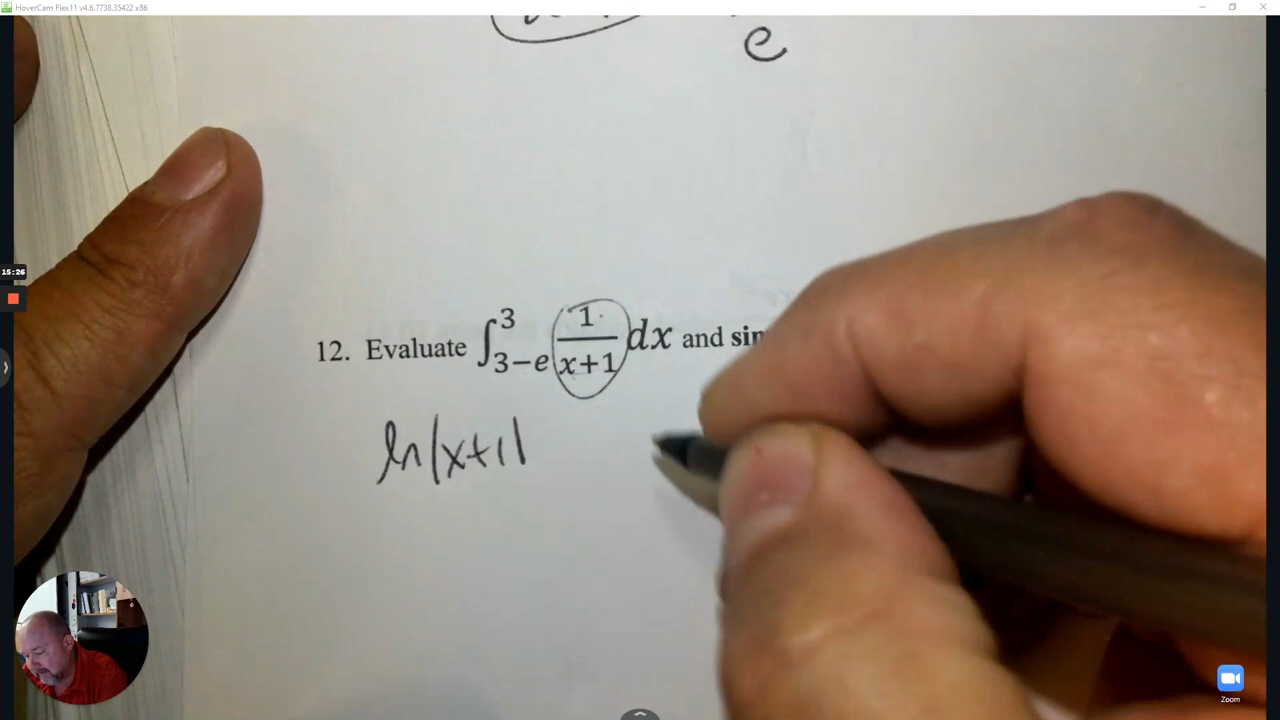 HoverCam Flex11 v4.6.7738.35422 x86
e
15:26
12. Evaluate ∫_{3-e}^{3} \frac{1}{x+1} dx and
ln|x+1|
Zoom